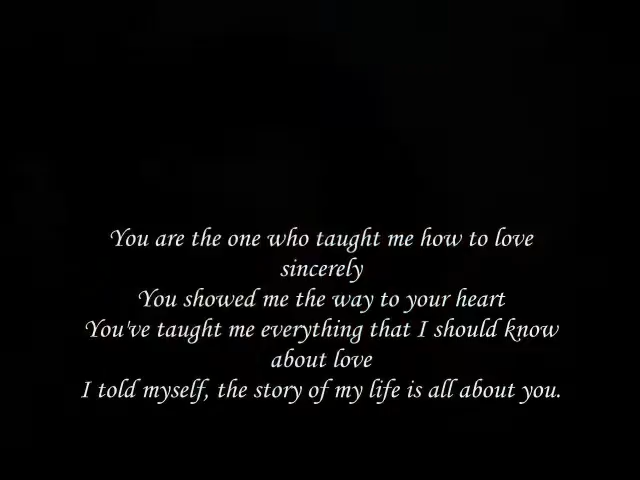 You are the one who taught me how to love
sincerely
You showed me the way to your heart
You've taught me everything that I should know
about love
I told myself, the story of my life is all about you.